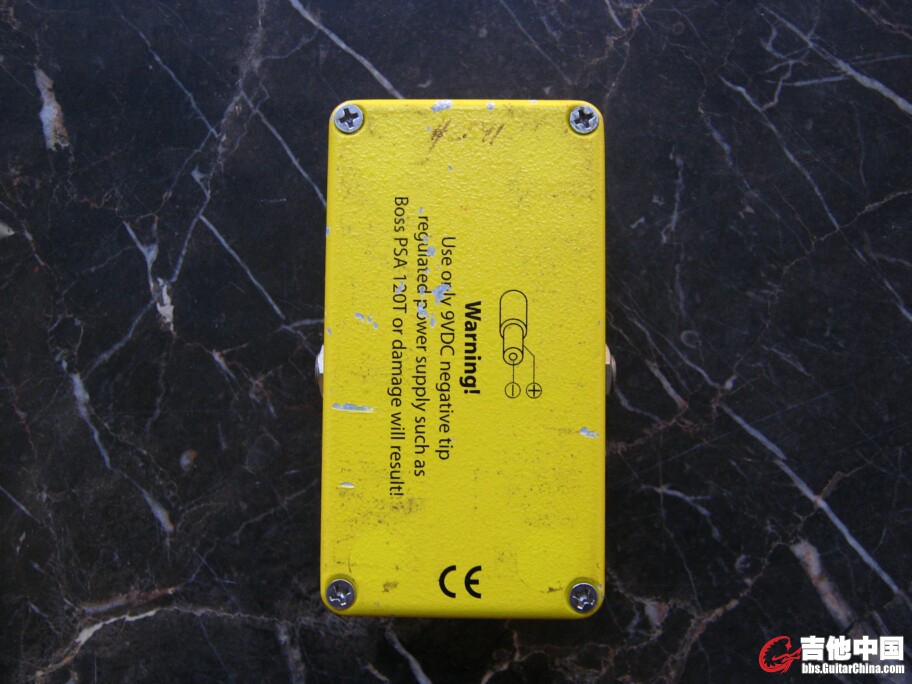 Warning!
Use only 9VDC negative tip
regulated power supply such as
Boss PSA 120T or damage will result!
CE
吉他中国
bbs.GuitarChina.com